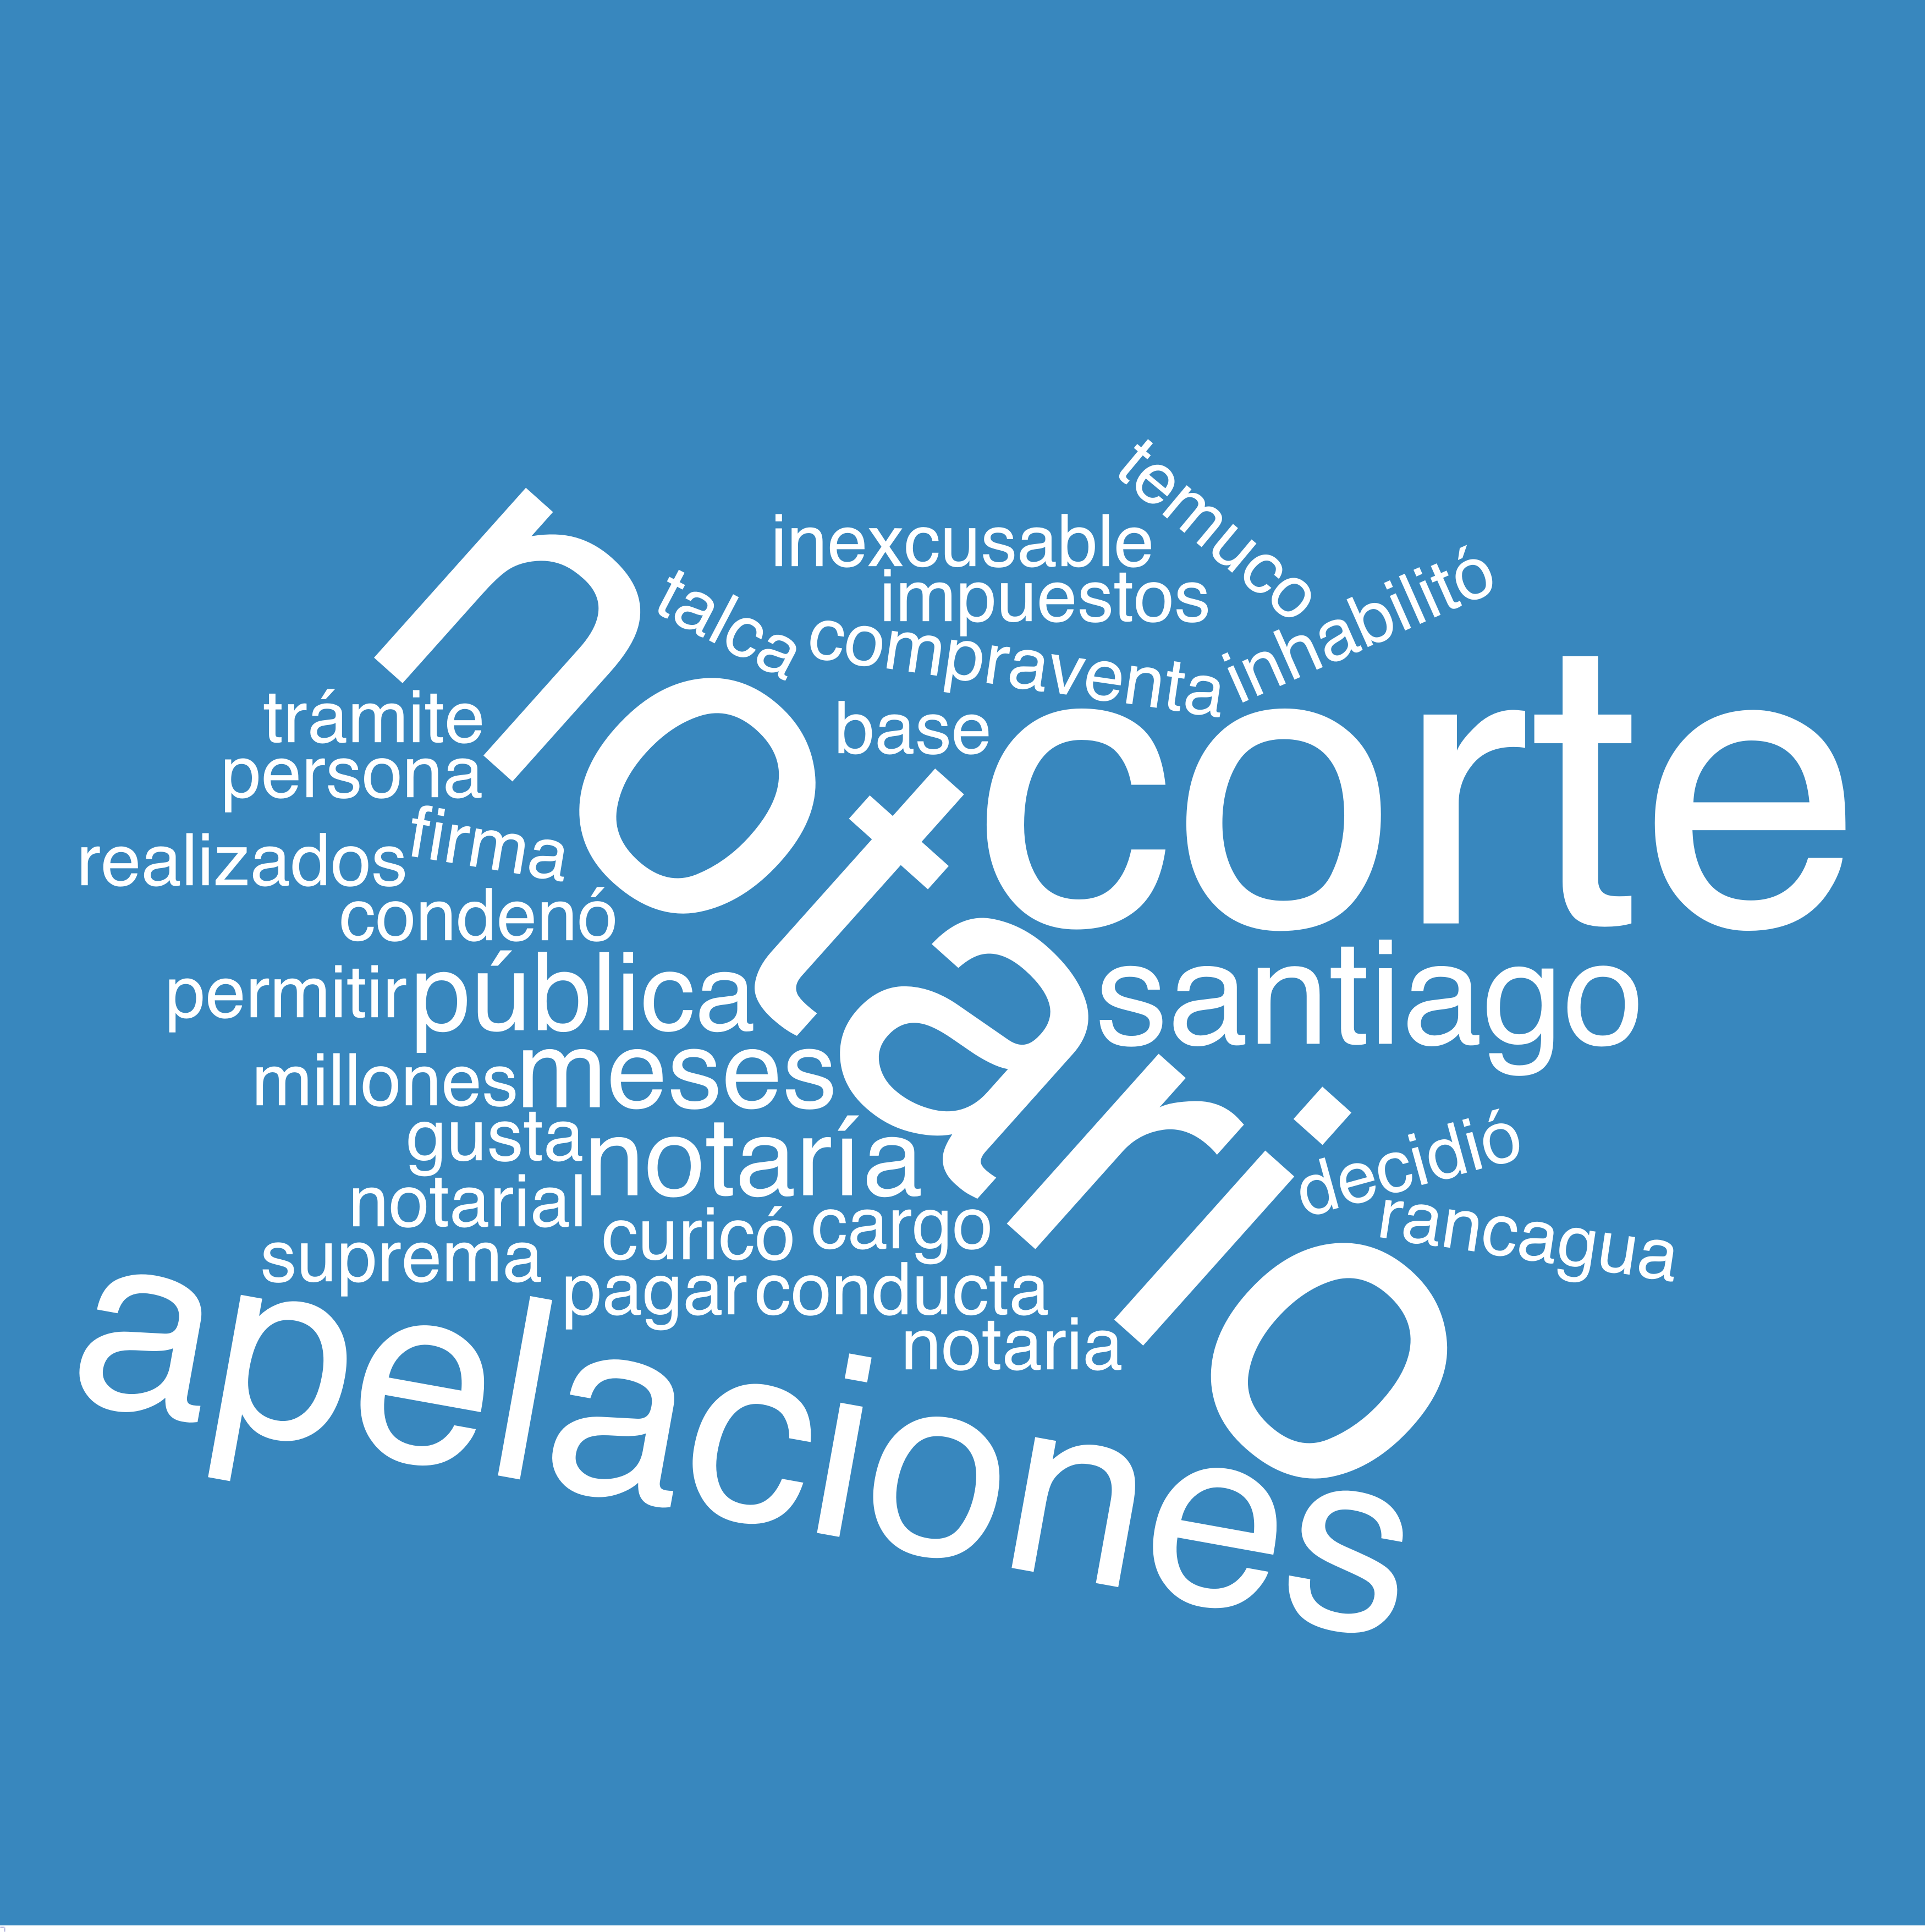 temuco
inexcusable
impuestos
inhabilitó
talca
compraventa
notario
trámite
base
corte
persona
firma
realizados
condenó
permitir
pública
santiago
millones
meses
gusta
notaría
decidió
notarial
curicó
cargo
rancagua
suprema
pagar
conducta
notaria
apelaciones